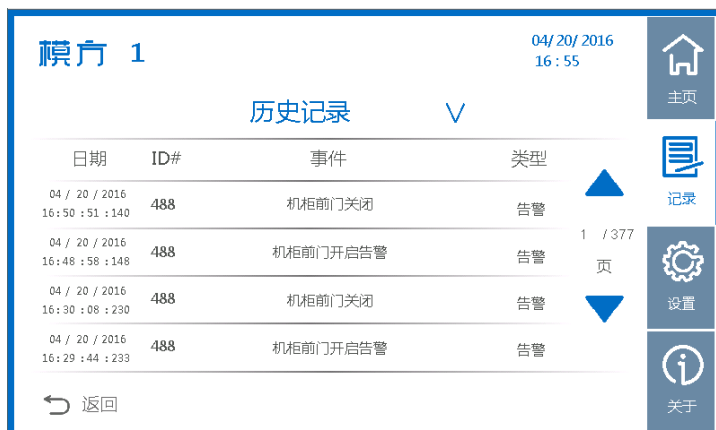 模方 1
04/20/2016
16:55
主页
历史记录 ∨
日期 ID# 事件 类型
04 / 20 / 2016
16:50 :51 :140
488 机柜前门关闭 告警
记录
04 / 20 / 2016
16:48 :58 :148
488 机柜前门开启告警 告警
1 /377
页
04 / 20 / 2016
16:30 :08 :230
488 机柜前门关闭 告警
设置
04 / 20 / 2016
16:29 :44 :233
488 机柜前门开启告警 告警
返回
关于